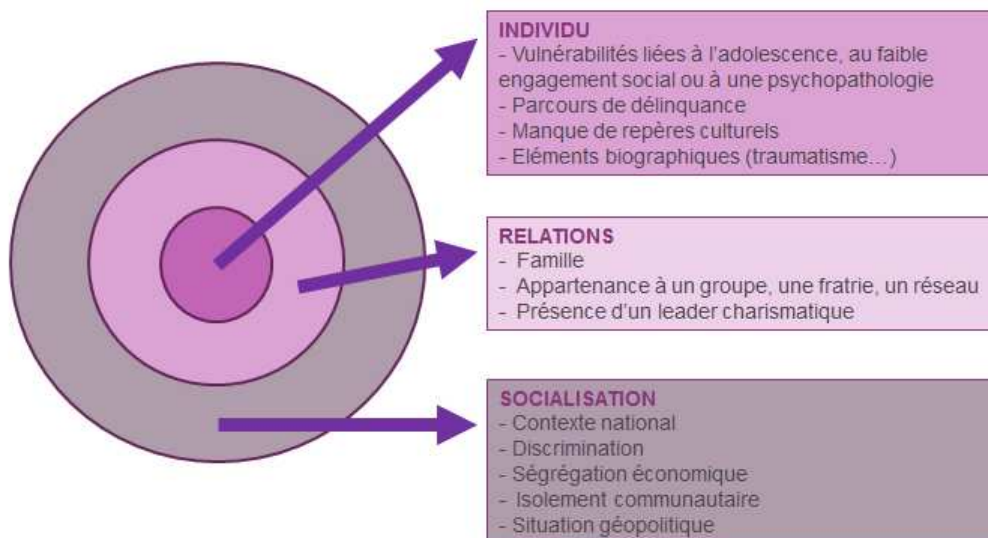 INDIVIDU
- Vulnérabilités liées à l'adolescence, au faible
engagement social ou à une psychopathologie
- Parcours de délinquance
- Manque de repères culturels
- Eléments biographiques (traumatisme…)
RELATIONS
- Famille
- Appartenance à un groupe, une fratrie, un réseau
- Présence d'un leader charismatique
SOCIALISATION
- Contexte national
- Discrimination
- Ségrégation économique
- Isolement communautaire
- Situation géopolitique